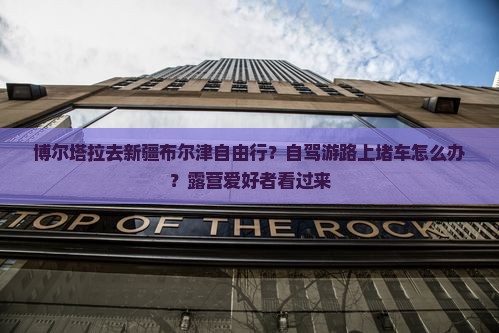 博尔塔拉去新疆布尔津自由行？自驾游路上堵车怎么办
？露营爱好者看过来
TOP OF THE ROCK